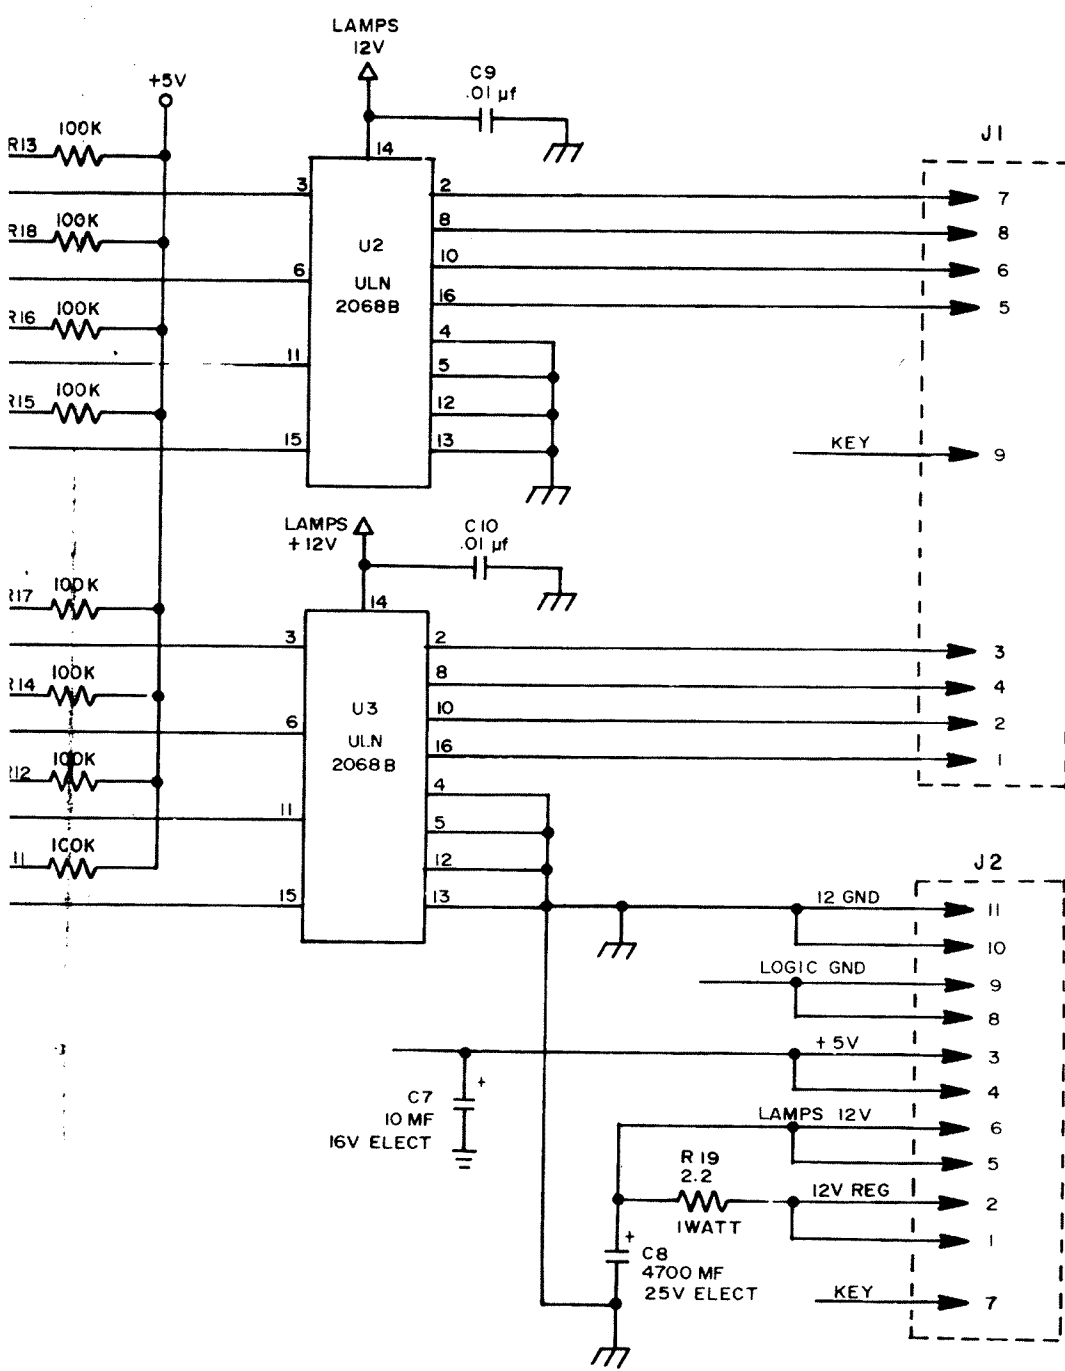 LAMPS
12V
+5V
C9
.01 µf
J1
R13
100K
14
3
2
7
R18
100K
8
8
U2
6
10
6
ULN
2068B
16
5
R16
100K
4
11
5
R15
100K
12
15
13
KEY
9
LAMPS
+12V
C10
.01 µf
R17
100K
14
3
2
3
R14
100K
8
4
U3
6
10
2
ULN
2068B
16
1
R12
100K
4
11
5
11
100K
12
J2
15
13
12 GND
11
10
LOGIC GND
9
8
+5V
3
C7
10 MF
16V ELECT
+
4
LAMPS 12V
6
R19
2.2
1WATT
5
12V REG
2
1
+
C8
4700 MF
25V ELECT
KEY
7